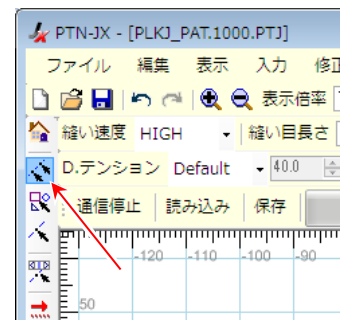 PTN-JX - [PLKJ_PAT.1000.PTJ]
ファイル 編集 表示 入力 修正
表示倍率
縫い速度 HIGH 縫い目長さ
D.テンション Default 40.0
通信停止 読み込み 保存
-120 -110 -100 -90
50